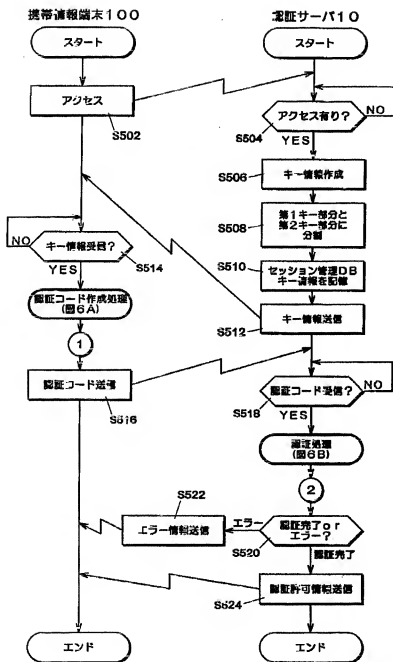 携帯情報端末100
スタート
アクセス
S502
NO
キー情報受信?
S514
YES
認証コード作成処理
(図6A)
1
認証コード送信
S516
エンド
認証サーバ10
スタート
アクセス有り?
NO
S504
YES
S506
キー情報作成
S508
第1キー部分と
第2キー部分に
分割
S510
セッション管理DB
キー情報を記憶
キー情報送信
S512
認証コード受信?
NO
S518
YES
認証処理
(図6B)
2
S522
エラー情報送信
エラー
認証完了or
エラー?
S520
認証完了
認証許可情報送信
S524
エンド